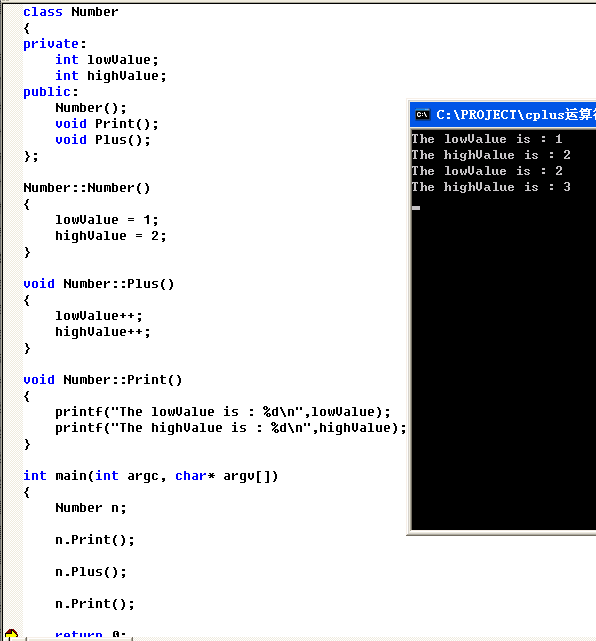 class Number
{
private:
    int lowValue;
    int highValue;
public:
    Number();
    void Print();
    void Plus();
};

Number::Number()
{
    lowValue = 1;
    highValue = 2;
}

void Number::Plus()
{
    lowValue++;
    highValue++;
}

void Number::Print()
{
    printf("The lowValue is : %d\n",lowValue);
    printf("The highValue is : %d\n",highValue);
}

int main(int argc, char* argv[])
{
    Number n;

    n.Print();

    n.Plus();

    n.Print();

    return 0;
C:\PROJECT\cplus运算
The lowValue is : 1
The highValue is : 2
The lowValue is : 2
The highValue is : 3